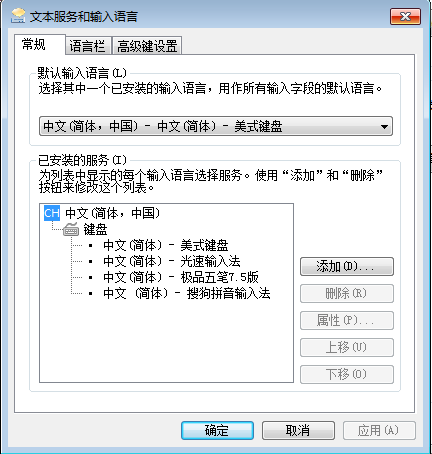 文本服务和输入语言
常规
语言栏
高级键设置
默认输入语言(L)
选择其中一个已安装的输入语言，用作所有输入字段的默认语言。
中文(简体，中国) - 中文(简体) - 美式键盘
已安装的服务(I)
为列表中显示的每个输入语言选择服务。使用“添加”和“删除”
按钮来修改这个列表。
CH 中文(简体，中国)
键盘
中文(简体) - 美式键盘
中文(简体) - 光速输入法
中文(简体) - 极品五笔7.5版
中文 (简体) - 搜狗拼音输入法
添加(D)...
删除(R)
属性(P)...
上移(U)
下移(O)
确定
取消
应用(A)